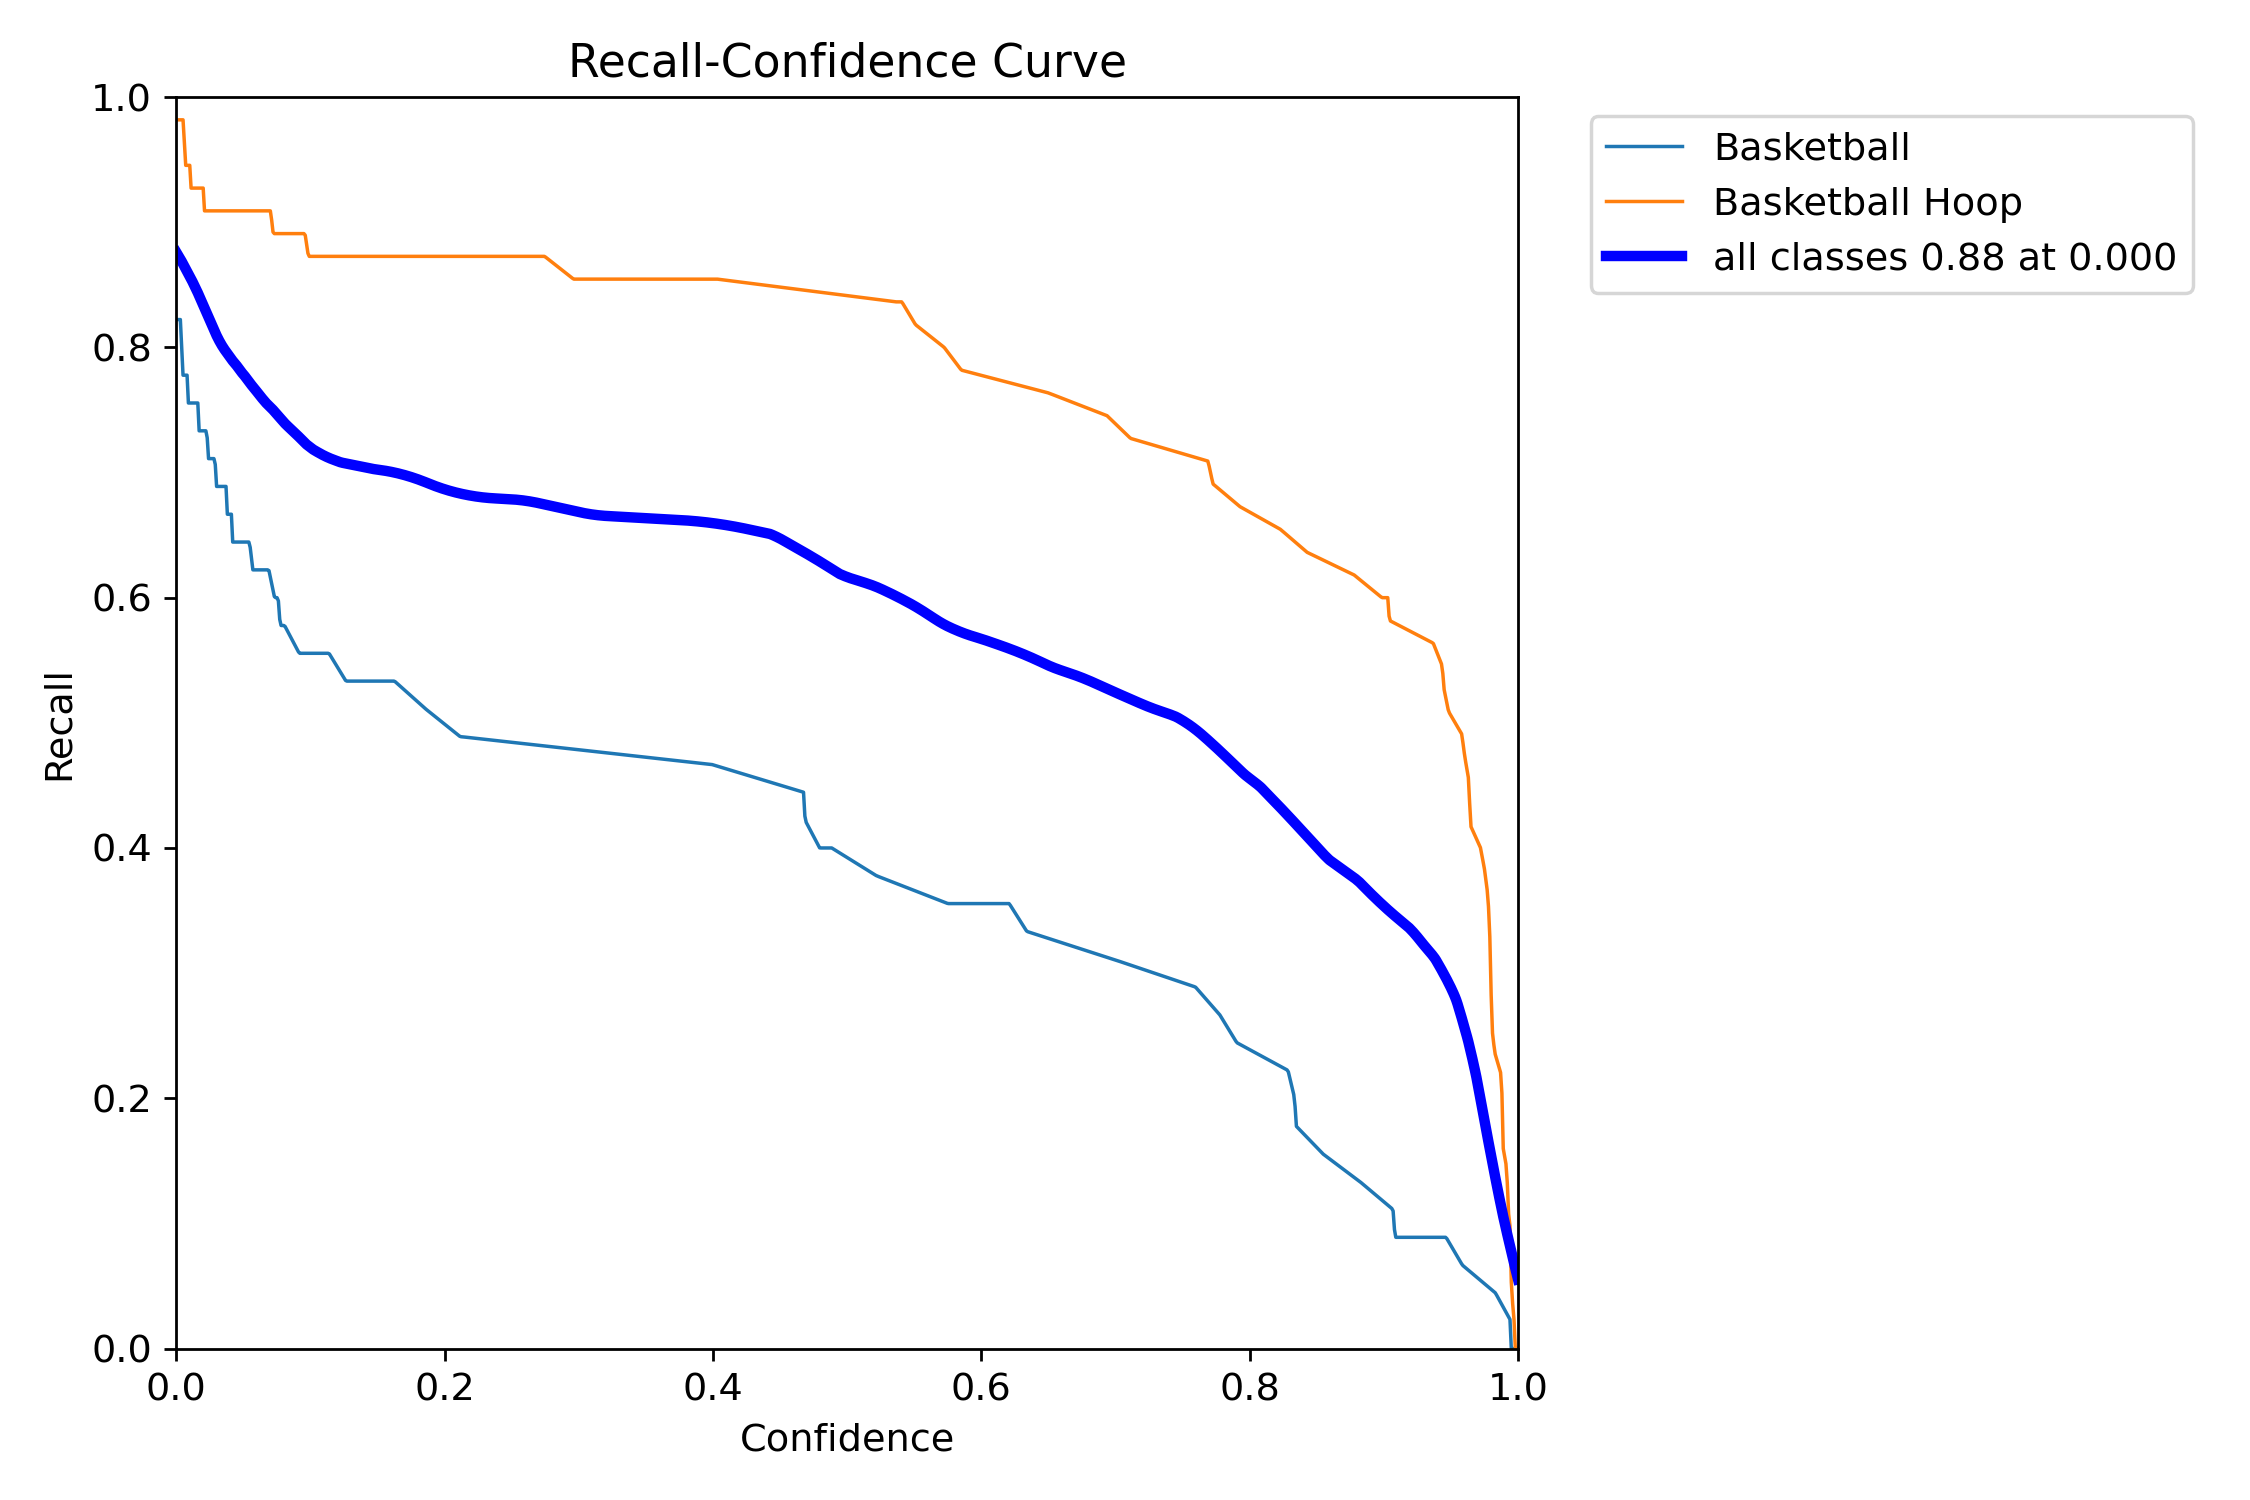 Recall-Confidence Curve
1.0
0.8
0.6
0.4
0.2
0.0
Recall
0.0 0.2 0.4 0.6 0.8 1.0
Confidence
Basketball
Basketball Hoop
all classes 0.88 at 0.000